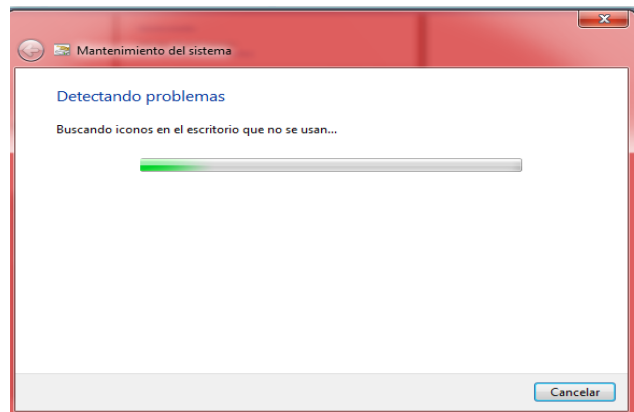 Mantenimiento del sistema
Detectando problemas
Buscando iconos en el escritorio que no se usan...
Cancelar